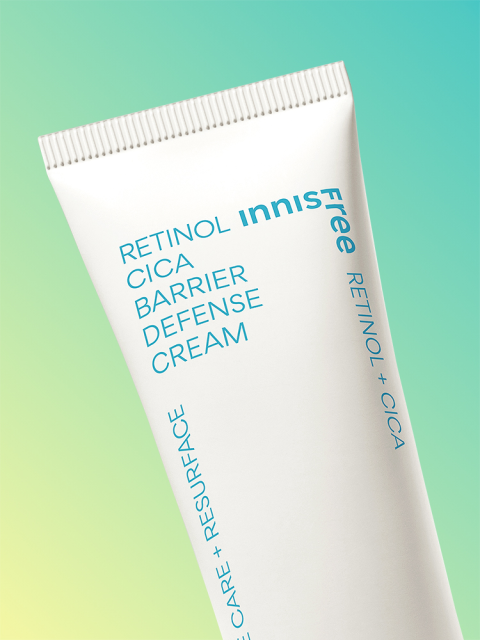 RETINOL
CICA
BARRIER
DEFENSE
CREAM
innisfree
RETINOL + CICA
CARE + RESURFACE